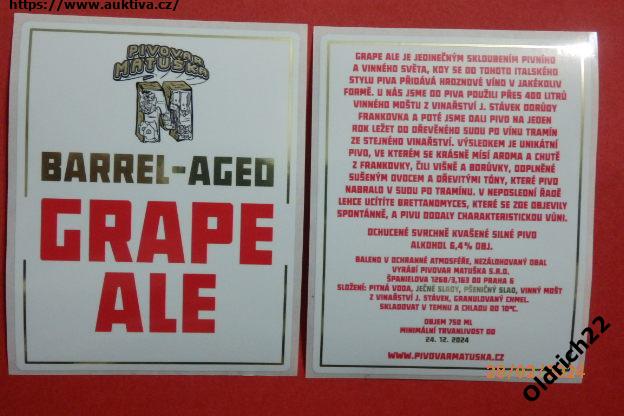 https://www.auktiva.cz/
PIVOVAR
MATUŠKA
M
BARREL-AGED
GRAPE
ALE
GRAPE ALE JE JEDINEČNÝM SKLOUBENÍM PIVNÍHO
A VINNÉHO SVĚTA, KDY SE DO TOHOTO ITALSKÉHO
STYLU PIVA PŘIDÁVÁ HROZNOVÉ VÍNO V JAKÉKOLIV
FORMĚ. U NÁS JSME DO PIVA POUŽILI PŘES 400 LITRŮ
VINNÉHO MOŠTU Z VINAŘSTVÍ J. STÁVEK ODRŮDY
FRANKOVKA A POTÉ JSME DALI PIVO NA JEDEN
ROK LEŽET DO DŘEVĚNÉHO SUDU PO VÍNU TRAMÍN
ZE STEJNÉHO VINAŘSTVÍ. VÝSLEDKEM JE UNIKÁTNÍ
PIVO, VE KTERÉM SE KRÁSNĚ MÍSÍ AROMA A CHUTĚ
Z FRANKOVKY, ČILI VIŠNĚ A BORŮVKY, DOPLNĚNÉ
SUŠENÝM OVOCEM A DŘEVITÝMI TÓNY, KTERÉ PIVO
NABRALO V SUDU PO TRAMÍNU. V NEPOSLEDNÍ ŘADĚ
LEHCE UCÍTÍTE BRETTANOMYCES, KTERÉ SE ZDE OBJEVILY
SPONTÁNNĚ, A PIVU DODALY CHARAKTERISTICKOU VŮNI.
OCHUCENÉ SVRCHNĚ KVAŠENÉ SILNÉ PIVO
ALKOHOL 6,4 % OBJ.
BALENO V OCHRANNÉ ATMOSFÉŘE, NEZÁLOHOVANÝ OBAL
VYRÁBÍ PIVOVAR MATUŠKA S.R.O.
ŠPANIELOVA 1268/3,163 00 PRAHA 6
SLOŽENÍ: PITNÁ VODA, JEČNÉ SLADY, PŠENIČNÝ SLAD, VINNÝ MOŠT
Z VINAŘSTVÍ J. STÁVEK, GRANULOVANÝ CHMEL.
SKLADOVAT V TEMNU A CHLADU DO 10°C.
OBJEM 750 ML
MINIMÁLNÍ TRVANLIVOST DO
24. 12. 2024
WWW.PIVOVARMATUSKA.CZ
Oldrich22